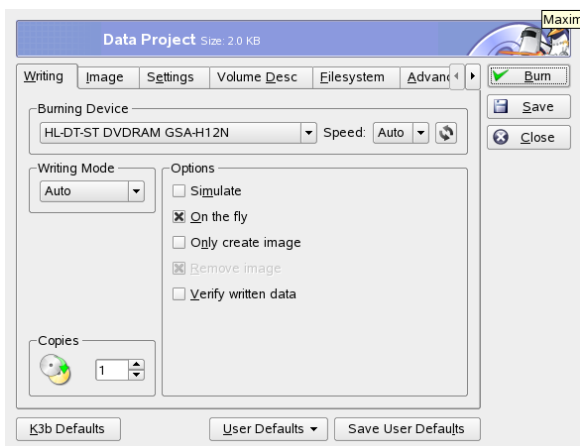 Maxim
Data Project Size: 2.0 KB
Writing Image Settings Volume Desc Filesystem Advanc
Burn
Save
Close
Burning Device
HL-DT-ST DVDRAM GSA-H12N Speed: Auto
Writing Mode
Auto
Options
Simulate
On the fly
Only create image
Remove image
Verify written data
Copies
1
K3b Defaults User Defaults Save User Defaults